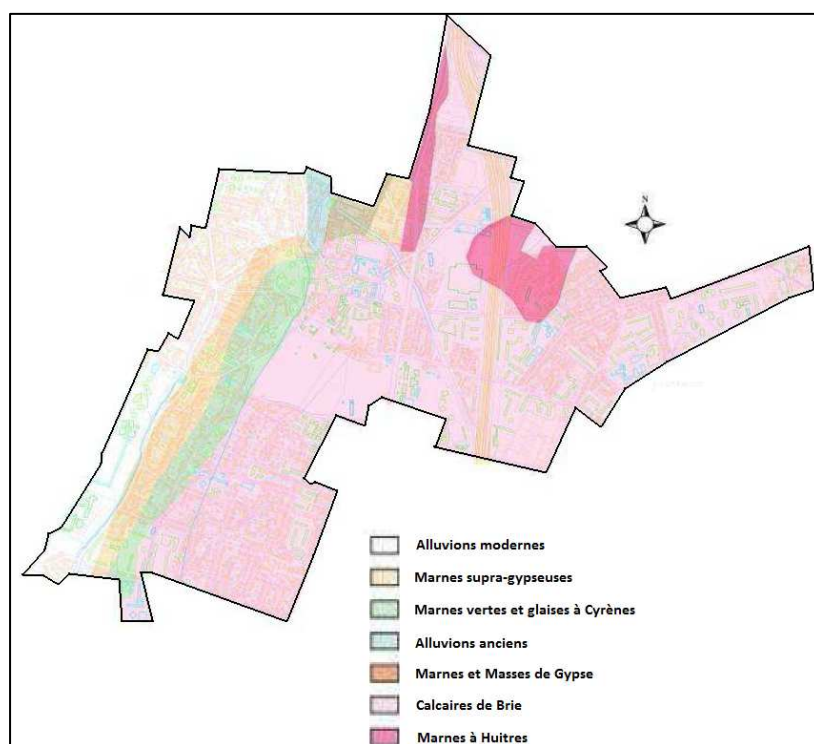 N
Alluvions modernes
Marnes supra-gypseuses
Marnes vertes et glaises à Cyrènes
Alluvions anciens
Marnes et Masses de Gypse
Calcaires de Brie
Marnes à Huitres